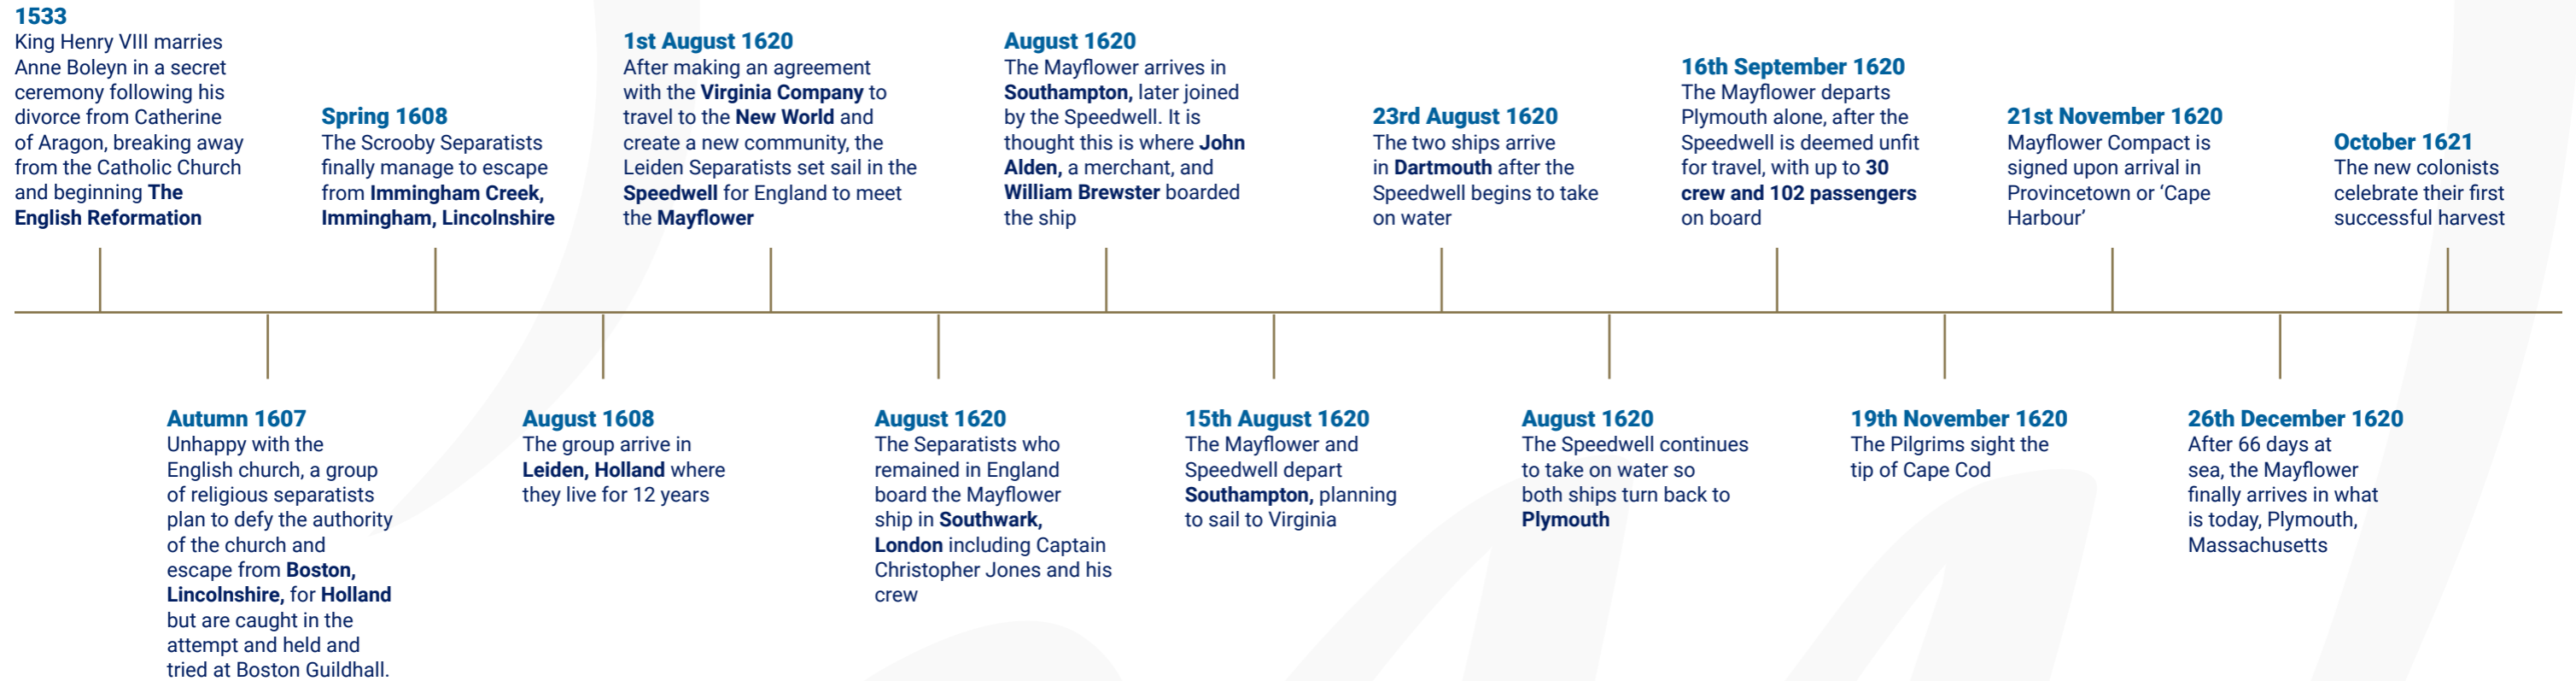 1533
King Henry VIII marries
Anne Boleyn in a secret
ceremony following his
divorce from Catherine
of Aragon, breaking away
from the Catholic Church
and beginning The
English Reformation
Autumn 1607
Unhappy with the
English church, a group
of religious separatists
plan to defy the authority
of the church and
escape from Boston,
Lincolnshire, for Holland
but are caught in the
attempt and held and
tried at Boston Guildhall.
Spring 1608
The Scrooby Separatists
finally manage to escape
from Immingham Creek,
Immingham, Lincolnshire
August 1608
The group arrive in
Leiden, Holland where
they live for 12 years
1st August 1620
After making an agreement
with the Virginia Company to
travel to the New World and
create a new community, the
Leiden Separatists set sail in the
Speedwell for England to meet
the Mayflower
August 1620
The Separatists who
remained in England
board the Mayflower
ship in Southwark,
London including Captain
Christopher Jones and his
crew
August 1620
The Mayflower arrives in
Southampton, later joined
by the Speedwell. It is
thought this is where John
Alden, a merchant, and
William Brewster boarded
the ship
15th August 1620
The Mayflower and
Speedwell depart
Southampton, planning
to sail to Virginia
23rd August 1620
The two ships arrive
in Dartmouth after the
Speedwell begins to take
on water
August 1620
The Speedwell continues
to take on water so
both ships turn back to
Plymouth
16th September 1620
The Mayflower departs
Plymouth alone, after the
Speedwell is deemed unfit
for travel, with up to 30
crew and 102 passengers
on board
19th November 1620
The Pilgrims sight the
tip of Cape Cod
21st November 1620
Mayflower Compact is
signed upon arrival in
Provincetown or ‘Cape
Harbour’
26th December 1620
After 66 days at
sea, the Mayflower
finally arrives in what
is today, Plymouth,
Massachusetts
October 1621
The new colonists
celebrate their first
successful harvest